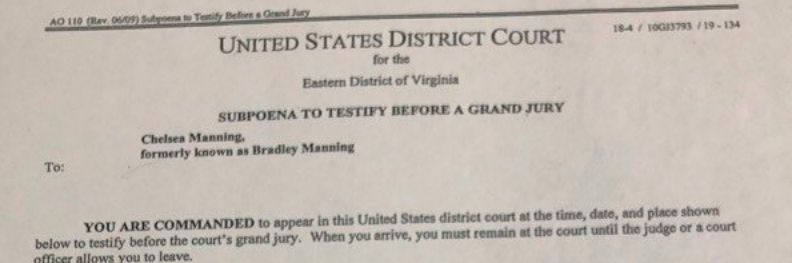 AO 110 (Rev. 06/09) Subpoena to Testify Before a Grand Jury
18-4 / 10GJ3793 / 19-134
UNITED STATES DISTRICT COURT
for the
Eastern District of Virginia
SUBPOENA TO TESTIFY BEFORE A GRAND JURY
Chelsea Manning,
formerly known as Bradley Manning
To:
YOU ARE COMMANDED to appear in this United States district court at the time, date, and place shown
below to testify before the court's grand jury. When you arrive, you must remain at the court until the judge or a court
officer allows you to leave.